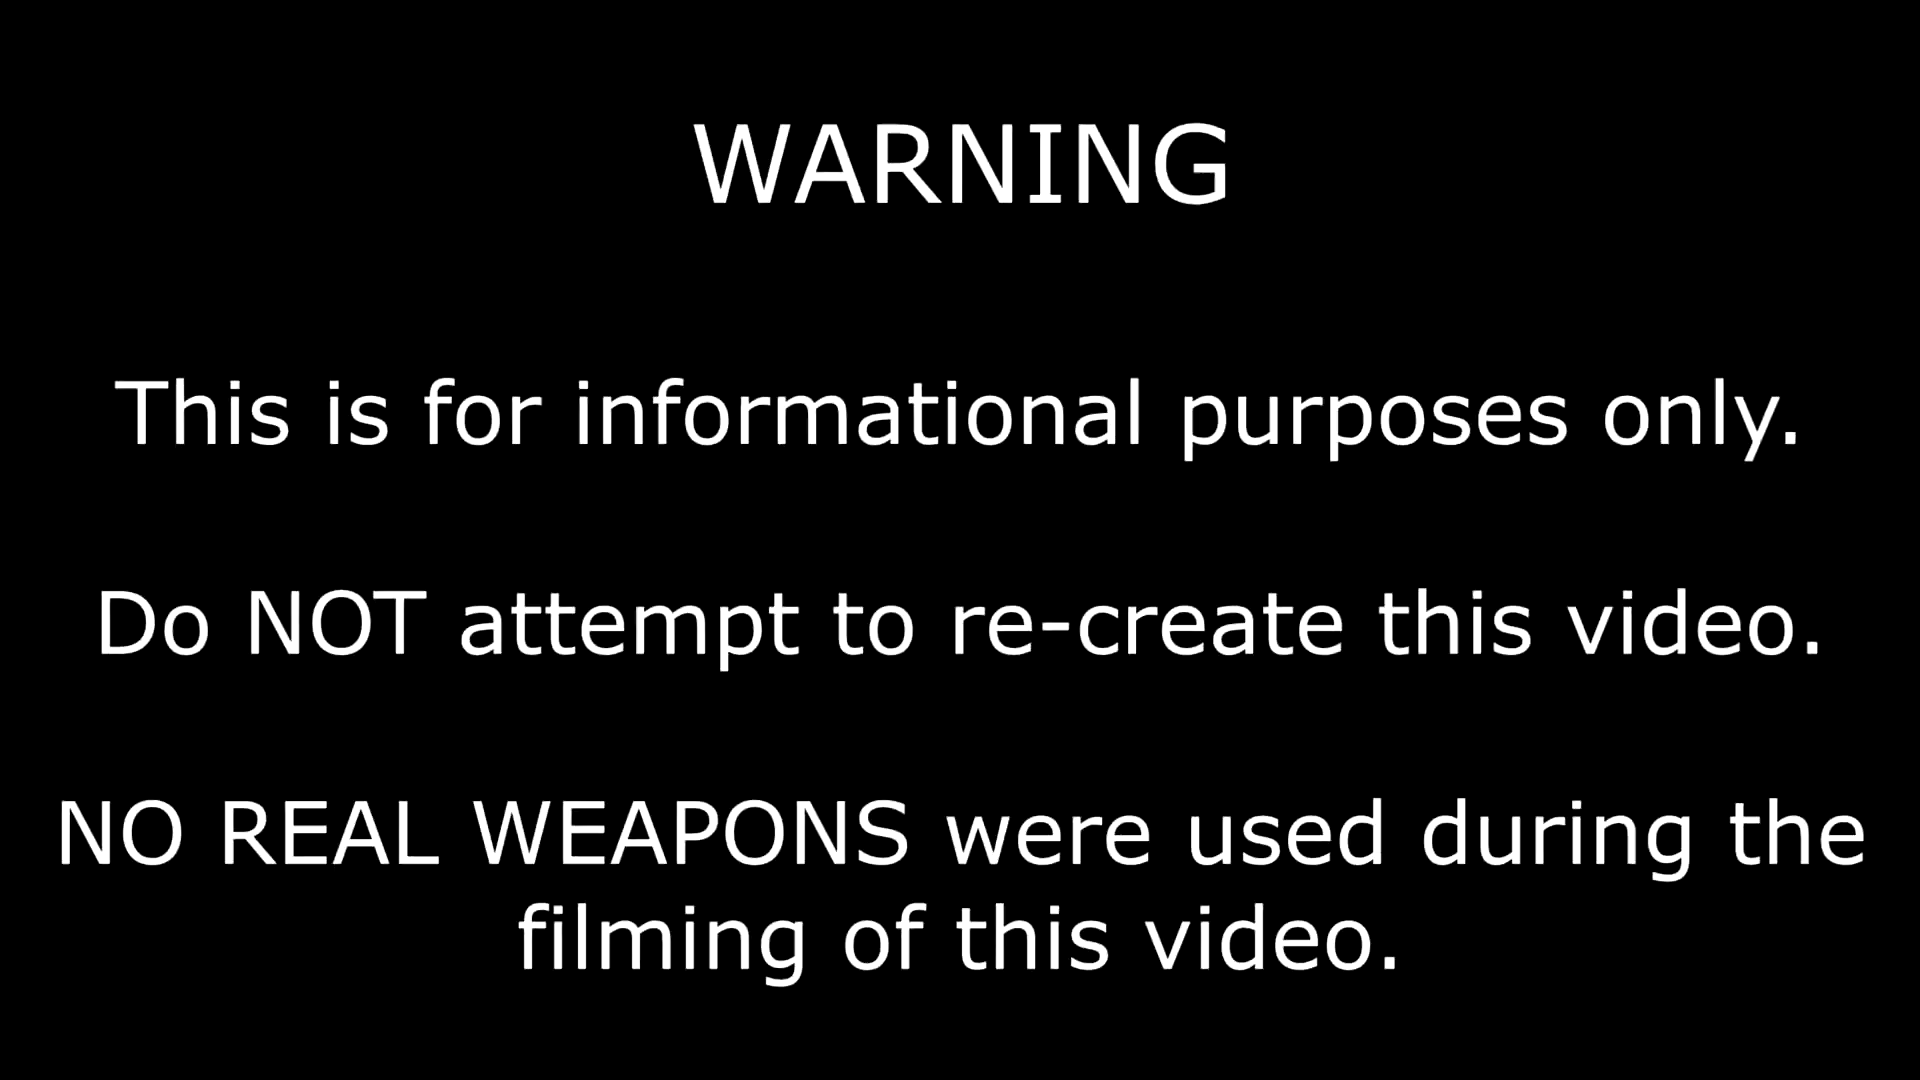 WARNING
This is for informational purposes only.
Do NOT attempt to re-create this video.
NO REAL WEAPONS were used during the
filming of this video.